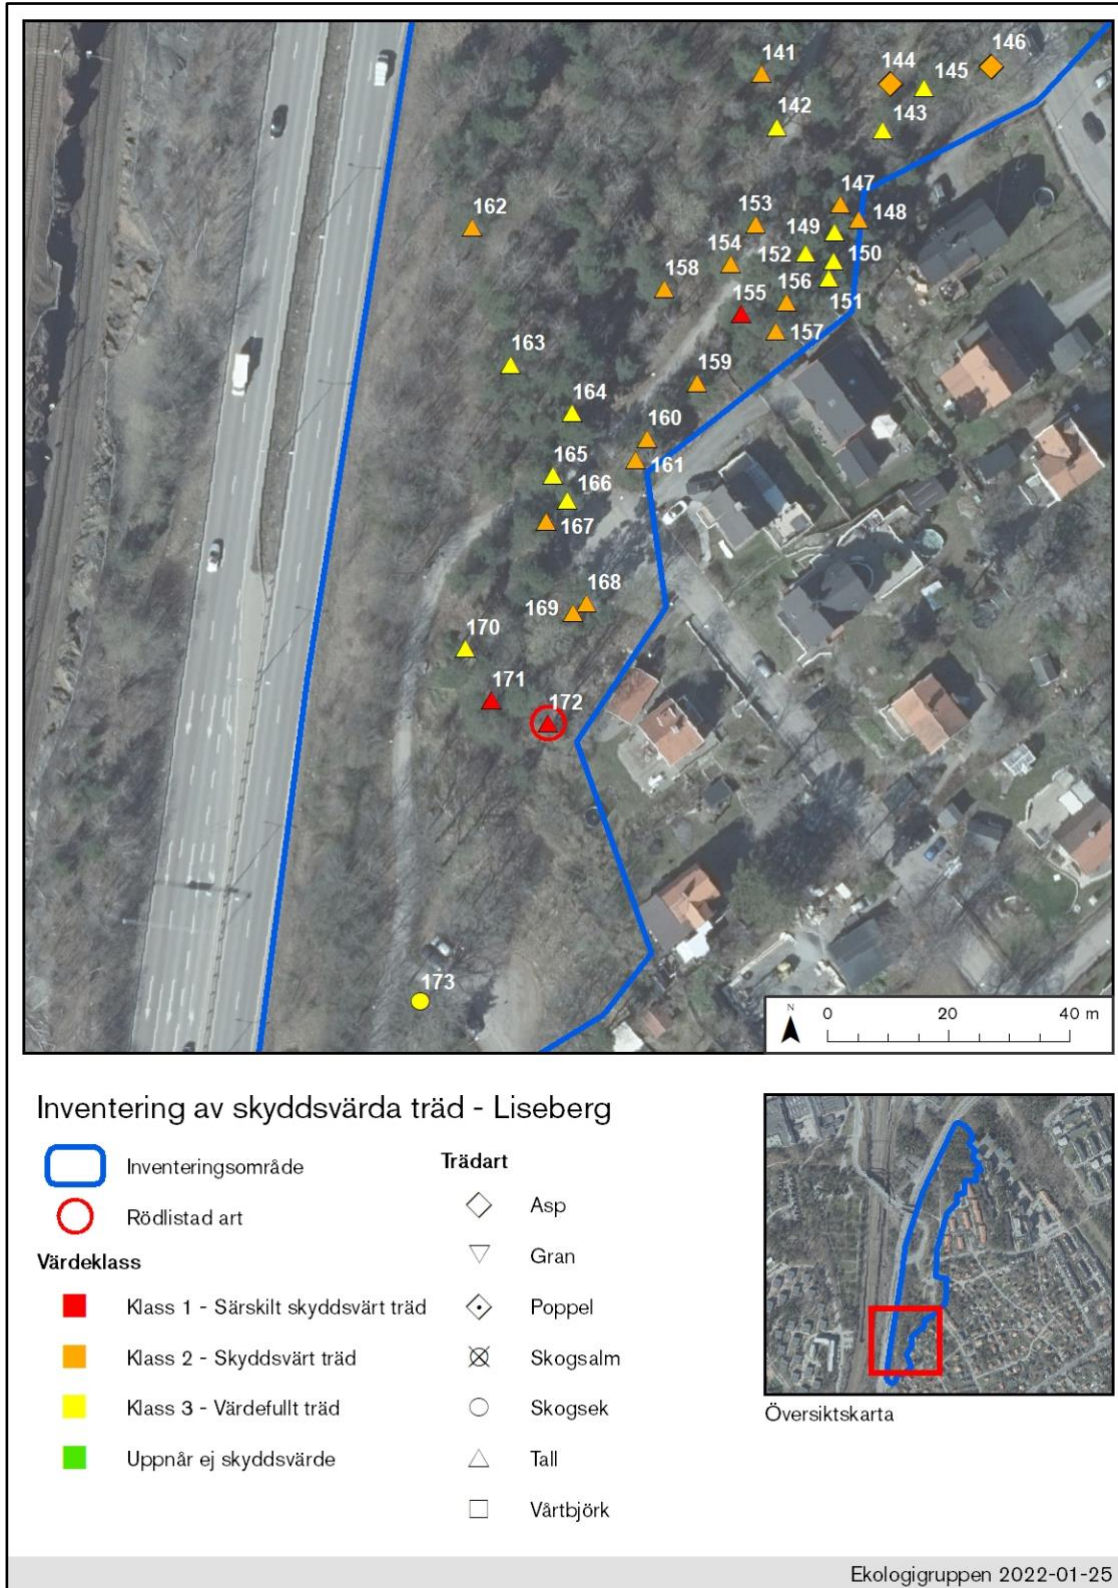 146
144
141
145
142
143
147
153
148
162
149
154
152
150
158
156
155
151
157
163
159
164
160
165
161
166
167
168
169
170
171
172
173
N
0 20 40 m
Inventering av skyddsvärda träd - Liseberg
Inventeringsområde
Rödlistad art
Värdeklass
Klass 1 - Särskilt skyddsvärt träd
Klass 2 - Skyddsvärt träd
Klass 3 - Värdefullt träd
Uppnår ej skyddsvärde
Trädart
Asp
Gran
Poppel
Skogsalm
Skogsek
Tall
Vårtbjörk
Översiktskarta
Ekologigruppen 2022-01-25